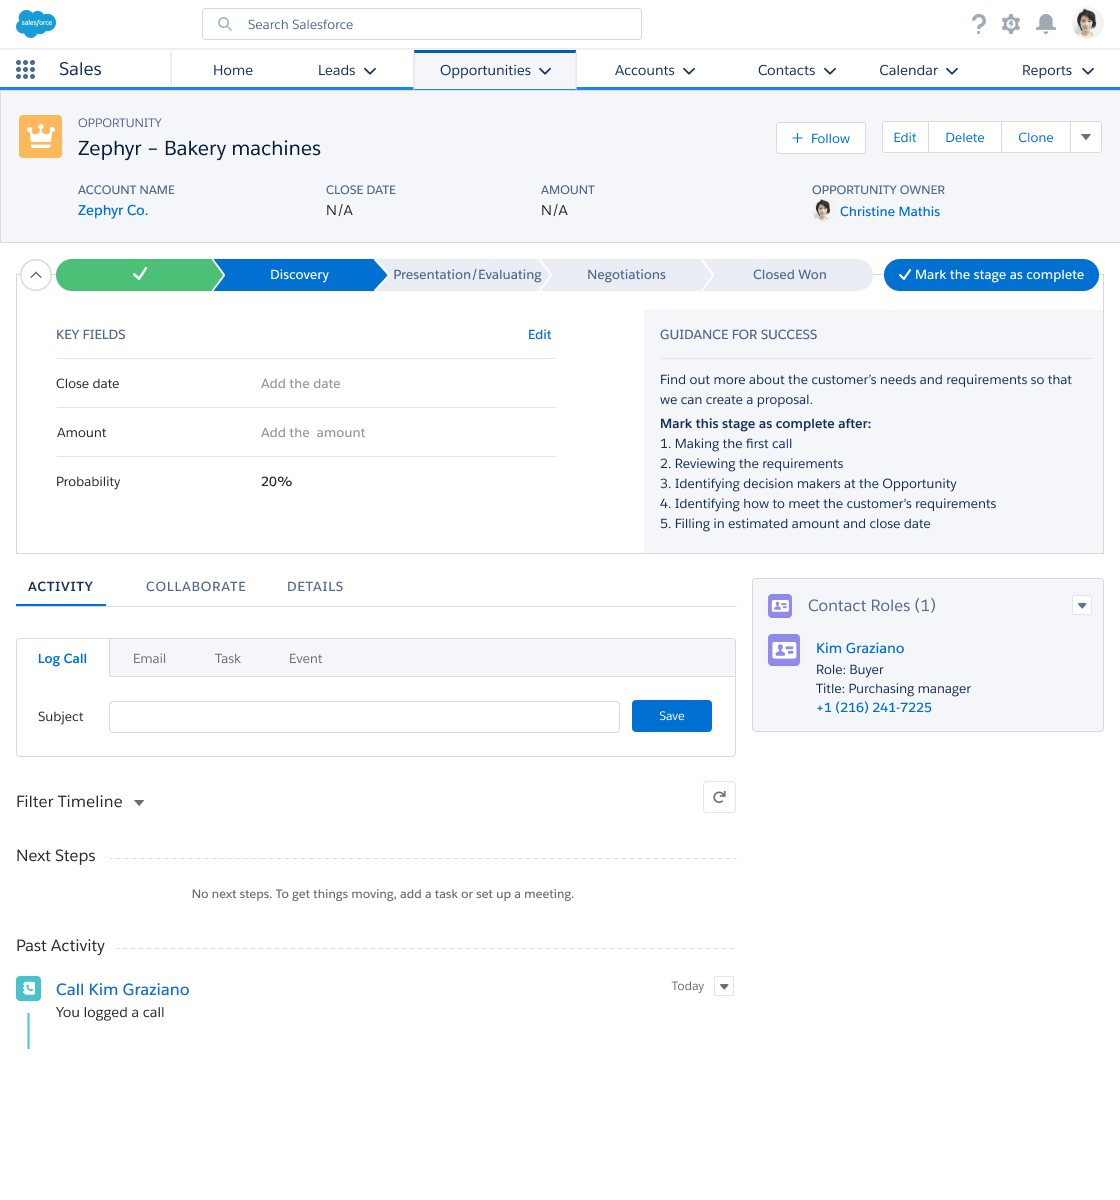 salesforce
Search Salesforce
Sales
Home
Leads
Opportunities
Accounts
Contacts
Calendar
Reports
OPPORTUNITY
Zephyr – Bakery machines
+ Follow
Edit
Delete
Clone
ACCOUNT NAME
CLOSE DATE
AMOUNT
OPPORTUNITY OWNER
Zephyr Co.
N/A
N/A
Christine Mathis
Discovery
Presentation/Evaluating
Negotiations
Closed Won
Mark the stage as complete
KEY FIELDS
Edit
Close date
Add the date
Amount
Add the amount
Probability
20%
GUIDANCE FOR SUCCESS
Find out more about the customer's needs and requirements so that
we can create a proposal.
Mark this stage as complete after:
1. Making the first call
2. Reviewing the requirements
3. Identifying decision makers at the Opportunity
4. Identifying how to meet the customer's requirements
5. Filling in estimated amount and close date
ACTIVITY
COLLABORATE
DETAILS
Log Call
Email
Task
Event
Subject
Save
Contact Roles (1)
Kim Graziano
Role: Buyer
Title: Purchasing manager
+1 (216) 241-7225
Filter Timeline
Next Steps
No next steps. To get things moving, add a task or set up a meeting.
Past Activity
Call Kim Graziano
Today
You logged a call